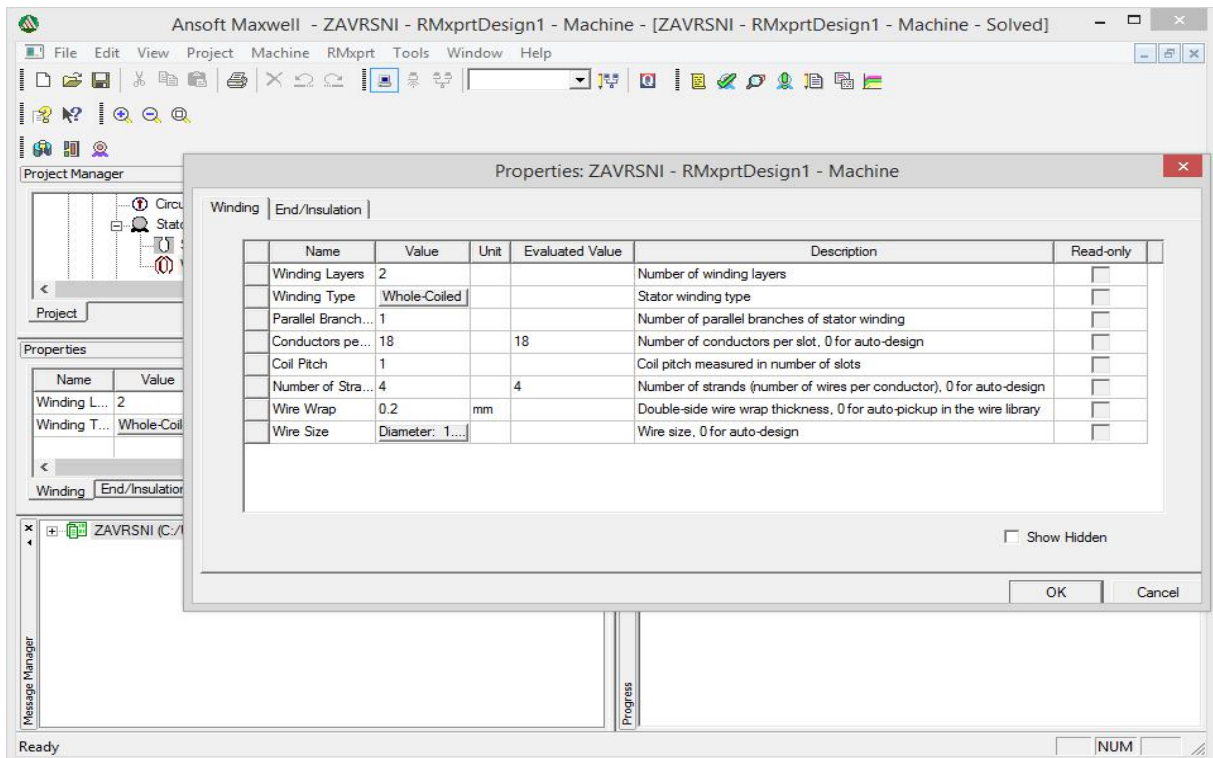 Ansoft Maxwell - ZAVRSNI - RMxprtDesign1 - Machine - [ZAVRSNI - RMxprtDesign1 - Machine - Solved]
File Edit View Project Machine RMxprt Tools Window Help
Project Manager
Circu
Stato
Project
Properties
Name Value
Winding L... 2
Winding T... Whole-Coil
Winding End/Insulation
Properties: ZAVRSNI - RMxprtDesign1 - Machine
Winding End/Insulation
Name Value Unit Evaluated Value Description Read-only
Winding Layers 2 Number of winding layers
Winding Type Whole-Coiled Stator winding type
Parallel Branch... 1 Number of parallel branches of stator winding
Conductors pe... 18 18 Number of conductors per slot, 0 for auto-design
Coil Pitch 1 Coil pitch measured in number of slots
Number of Stra... 4 4 Number of strands (number of wires per conductor), 0 for auto-design
Wire Wrap 0.2 mm Double-side wire wrap thickness, 0 for auto-pickup in the wire library
Wire Size Diameter: 1.... Wire size, 0 for auto-design
Show Hidden
OK Cancel
ZAVRSNI (C:/
Message Manager
Progress
Ready NUM